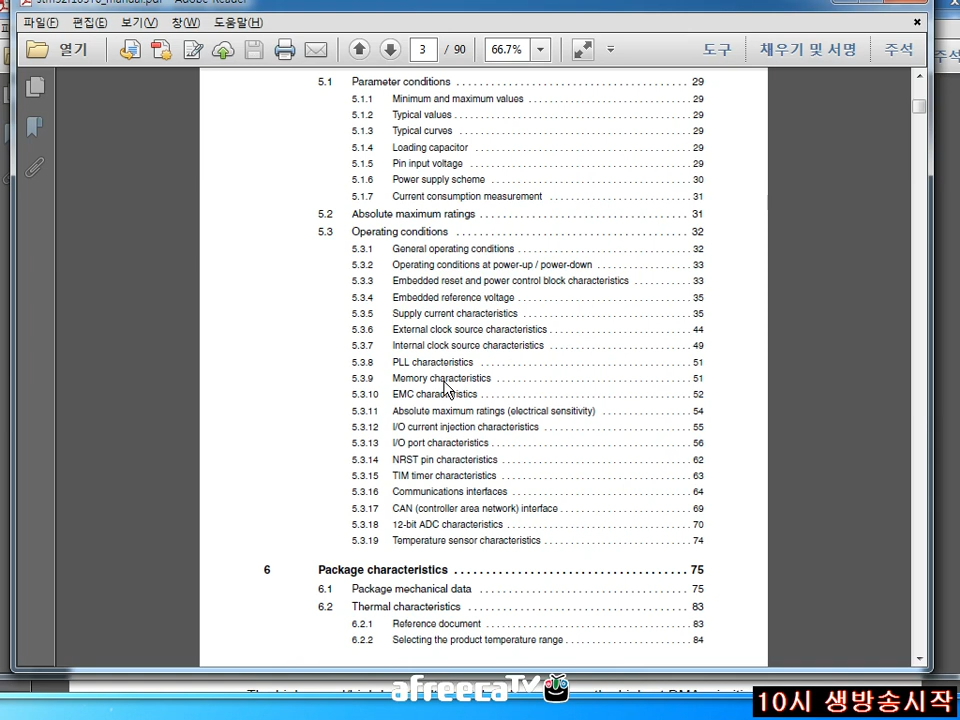 파일(F) 편집(E) 보기(V) 창(W) 도움말(H)
열기 3 / 90 66.7% 도구 채우기 및 서명 주석
5.1 Parameter conditions 29
5.1.1 Minimum and maximum values 29
5.1.2 Typical values 29
5.1.3 Typical curves 29
5.1.4 Loading capacitor 29
5.1.5 Pin input voltage 29
5.1.6 Power supply scheme 30
5.1.7 Current consumption measurement 31
5.2 Absolute maximum ratings 31
5.3 Operating conditions 32
5.3.1 General operating conditions 32
5.3.2 Operating conditions at power-up / power-down 33
5.3.3 Embedded reset and power control block characteristics 33
5.3.4 Embedded reference voltage 35
5.3.5 Supply current characteristics 35
5.3.6 External clock source characteristics 44
5.3.7 Internal clock source characteristics 49
5.3.8 PLL characteristics 51
5.3.9 Memory characteristics 51
5.3.10 EMC characteristics 52
5.3.11 Absolute maximum ratings (electrical sensitivity) 54
5.3.12 I/O current injection characteristics 55
5.3.13 I/O port characteristics 56
5.3.14 NRST pin characteristics 62
5.3.15 TIM timer characteristics 63
5.3.16 Communications interfaces 64
5.3.17 CAN (controller area network) interface 69
5.3.18 12-bit ADC characteristics 70
5.3.19 Temperature sensor characteristics 74
6 Package characteristics 75
6.1 Package mechanical data 75
6.2 Thermal characteristics 83
6.2.1 Reference document 83
6.2.2 Selecting the product temperature range 84
afreecaTV
10시 생방송시작